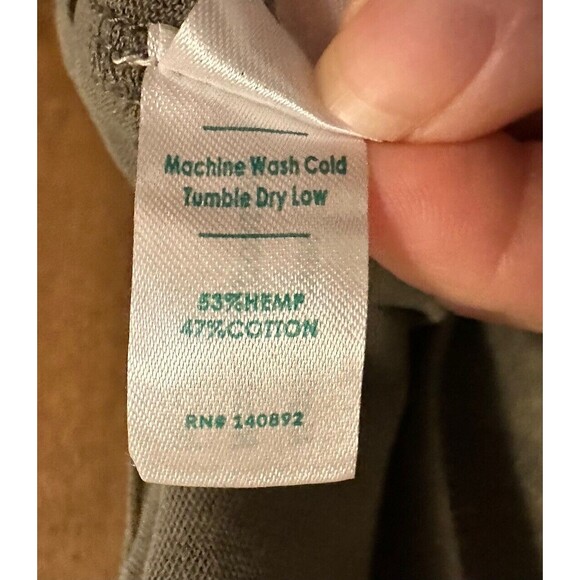 Machine Wash Cold
Tumble Dry Low
53%HEMP
47%COTTON
RN# 140892